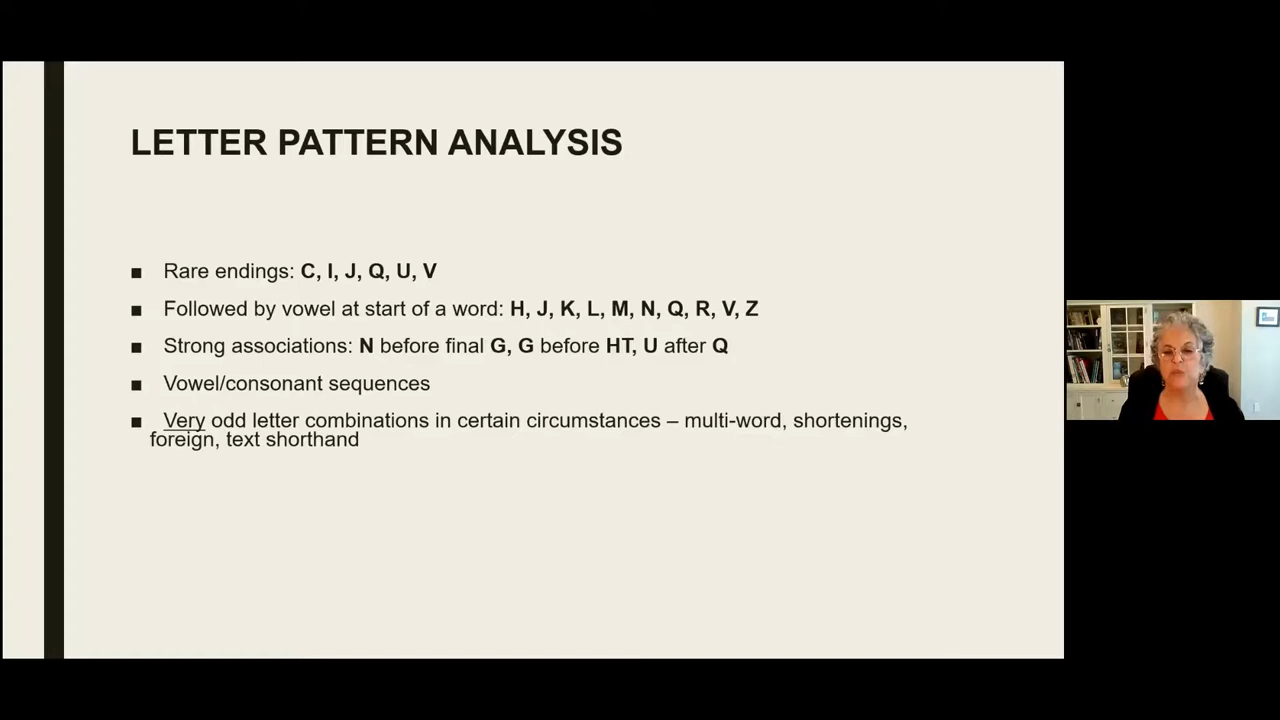 LETTER PATTERN ANALYSIS
■ Rare endings: C, I, J, Q, U, V
■ Followed by vowel at start of a word: H, J, K, L, M, N, Q, R, V, Z
■ Strong associations: N before final G, G before HT, U after Q
■ Vowel/consonant sequences
■ Very odd letter combinations in certain circumstances – multi-word, shortenings,
foreign, text shorthand